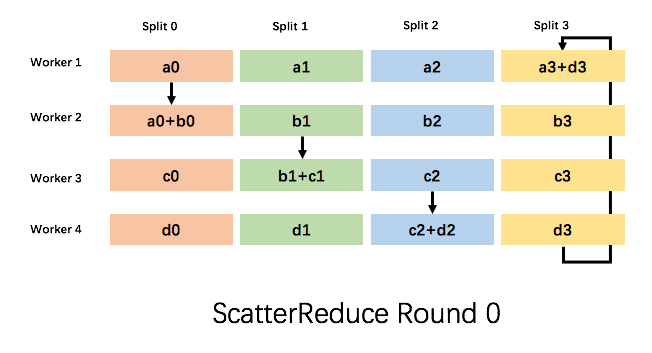 Split 0 Split 1 Split 2 Split 3
Worker 1 a0 a1 a2 a3+d3
Worker 2 a0+b0 b1 b2 b3
Worker 3 c0 b1+c1 c2 c3
Worker 4 d0 d1 c2+d2 d3
ScatterReduce Round 0